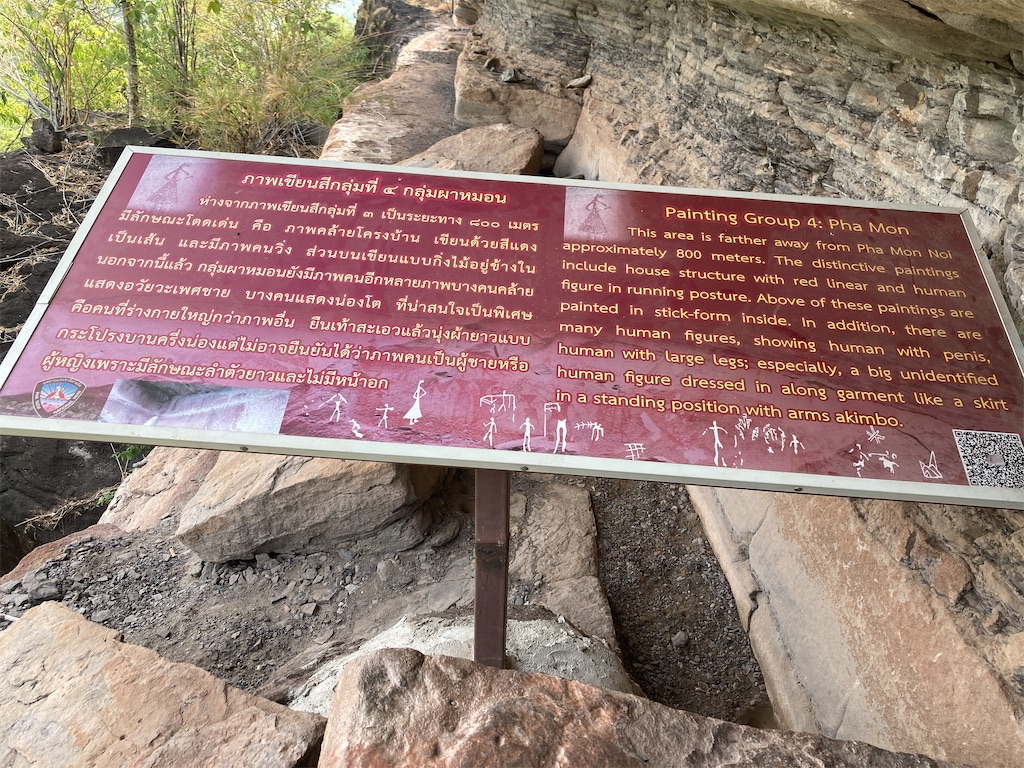 ภาพเขียนสีกลุ่มที่ ๔ กลุ่มผาหมอน
ห่างจากภาพเขียนสีกลุ่มที่ ๓ เป็นระยะทาง ๘๐๐ เมตร
มีลักษณะโดดเด่น คือ ภาพคล้ายโครงบ้าน เขียนด้วยสีแดง
เป็นเส้น และมีภาพคนวิ่ง ส่วนบนเขียนแบบกิ่งไม้อยู่ข้างใน
นอกจากนี้แล้ว กลุ่มผาหมอนยังมีภาพคนอีกหลายภาพบางคนคล้าย
แสดงอวัยวะเพศชาย บางคนแสดงน่องโต ที่น่าสนใจเป็นพิเศษ
คือคนที่ร่างกายใหญ่กว่าภาพอื่น ยืนเท้าสะเอวแล้วนุ่งผ้ายาวแบบ
กระโปรงบานครึ่งน่องแต่ไม่อาจยืนยันได้ว่าภาพคนเป็นผู้ชายหรือ
ผู้หญิงเพราะมีลักษณะลำตัวยาวและไม่มีหน้าอก
Painting Group 4: Pha Mon
This area is farther away from Pha Mon Noi
approximately 800 meters. The distinctive paintings
include house structure with red linear and human
figure in running posture. Above of these paintings are
painted in stick-form inside. In addition, there are
many human figures, showing human with penis,
human with large legs; especially, a big unidentified
human figure dressed in along garment like a skirt
in a standing position with arms akimbo.